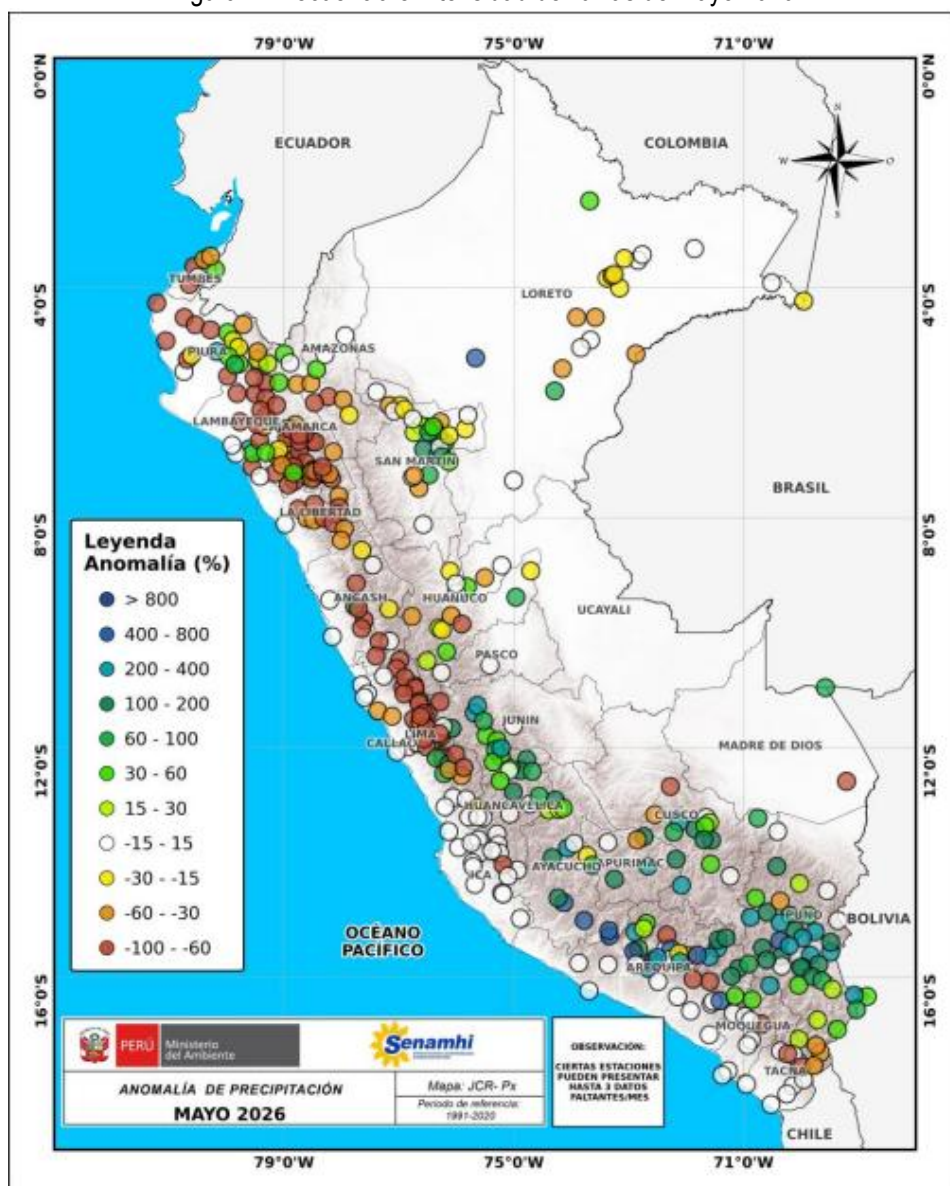 79°0'W 75°0'W 71°0'W
0°0'N 0°0'N
ECUADOR COLOMBIA
N
W O
S
TUMBES
LORETO
4°0'S 4°0'S
PIURA AMAZONAS
LAMBAYEQUE CAJAMARCA
SAN MARTIN
BRASIL
LA LIBERTAD
8°0'S 8°0'S
Leyenda
Anomalía (%)
> 800
400 - 800
200 - 400
100 - 200
60 - 100
30 - 60
15 - 30
-15 - 15
-30 - -15
-60 - -30
-100 - -60
ANCASH HUANUCO
UCAYALI
PASCO
JUNIN
LIMA
CALLAO
MADRE DE DIOS
12°0'S 12°0'S
HUANCAVELICA
CUSCO
AYACUCHO APURIMAC
ICA
PUNO
BOLIVIA
OCÉANO
PACÍFICO
AREQUIPA
16°0'S 16°0'S
MOQUEGUA
TACNA
CHILE
PERÚ Ministerio
del Ambiente
Senamhi
ANOMALÍA DE PRECIPITACIÓN
MAYO 2026
Mapa: JCR- Px
Periodo de referencia:
1991-2020
OBSERVACIÓN:
CIERTAS ESTACIONES
PUEDEN PRESENTAR
HASTA 3 DATOS
FALTANTES/MES
79°0'W 75°0'W 71°0'W